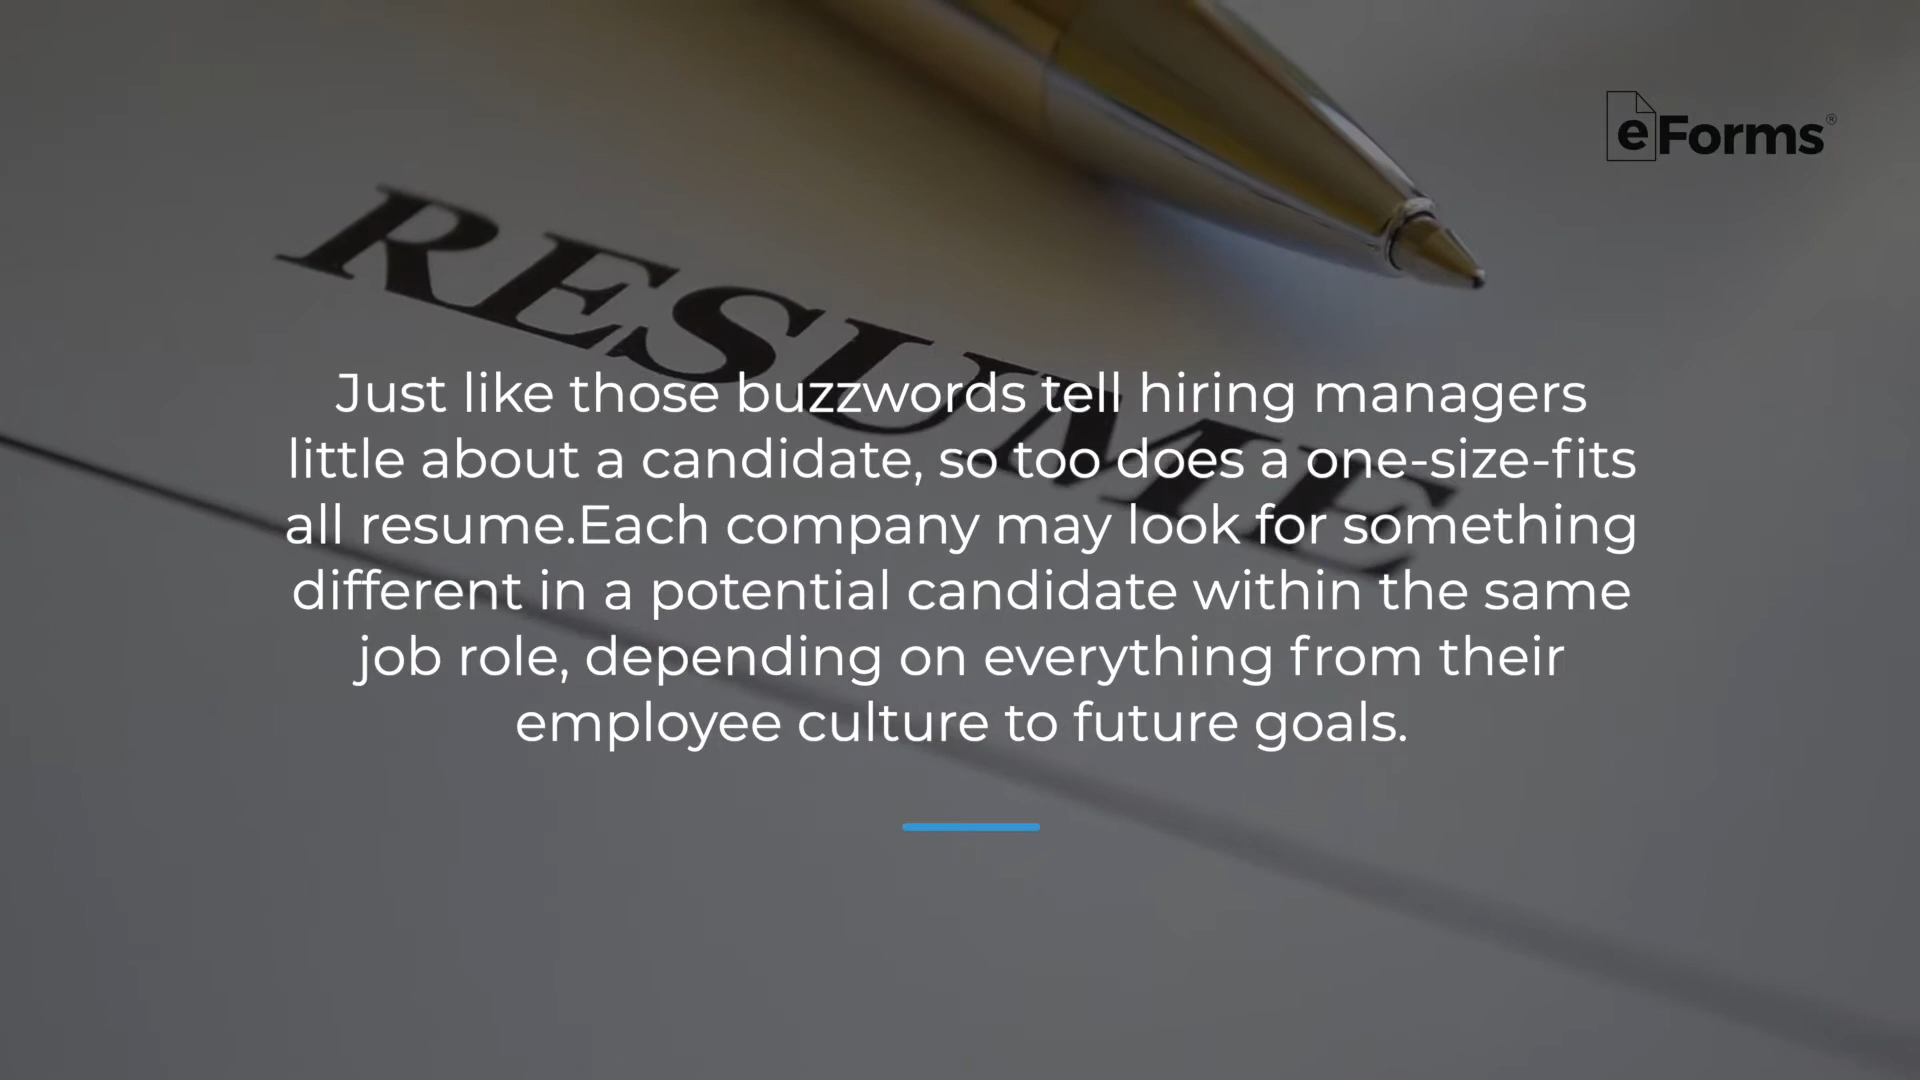 eForms®
RESUME
Just like those buzzwords tell hiring managers
little about a candidate, so too does a one-size-fits
all resume.Each company may look for something
different in a potential candidate within the same
job role, depending on everything from their
employee culture to future goals.